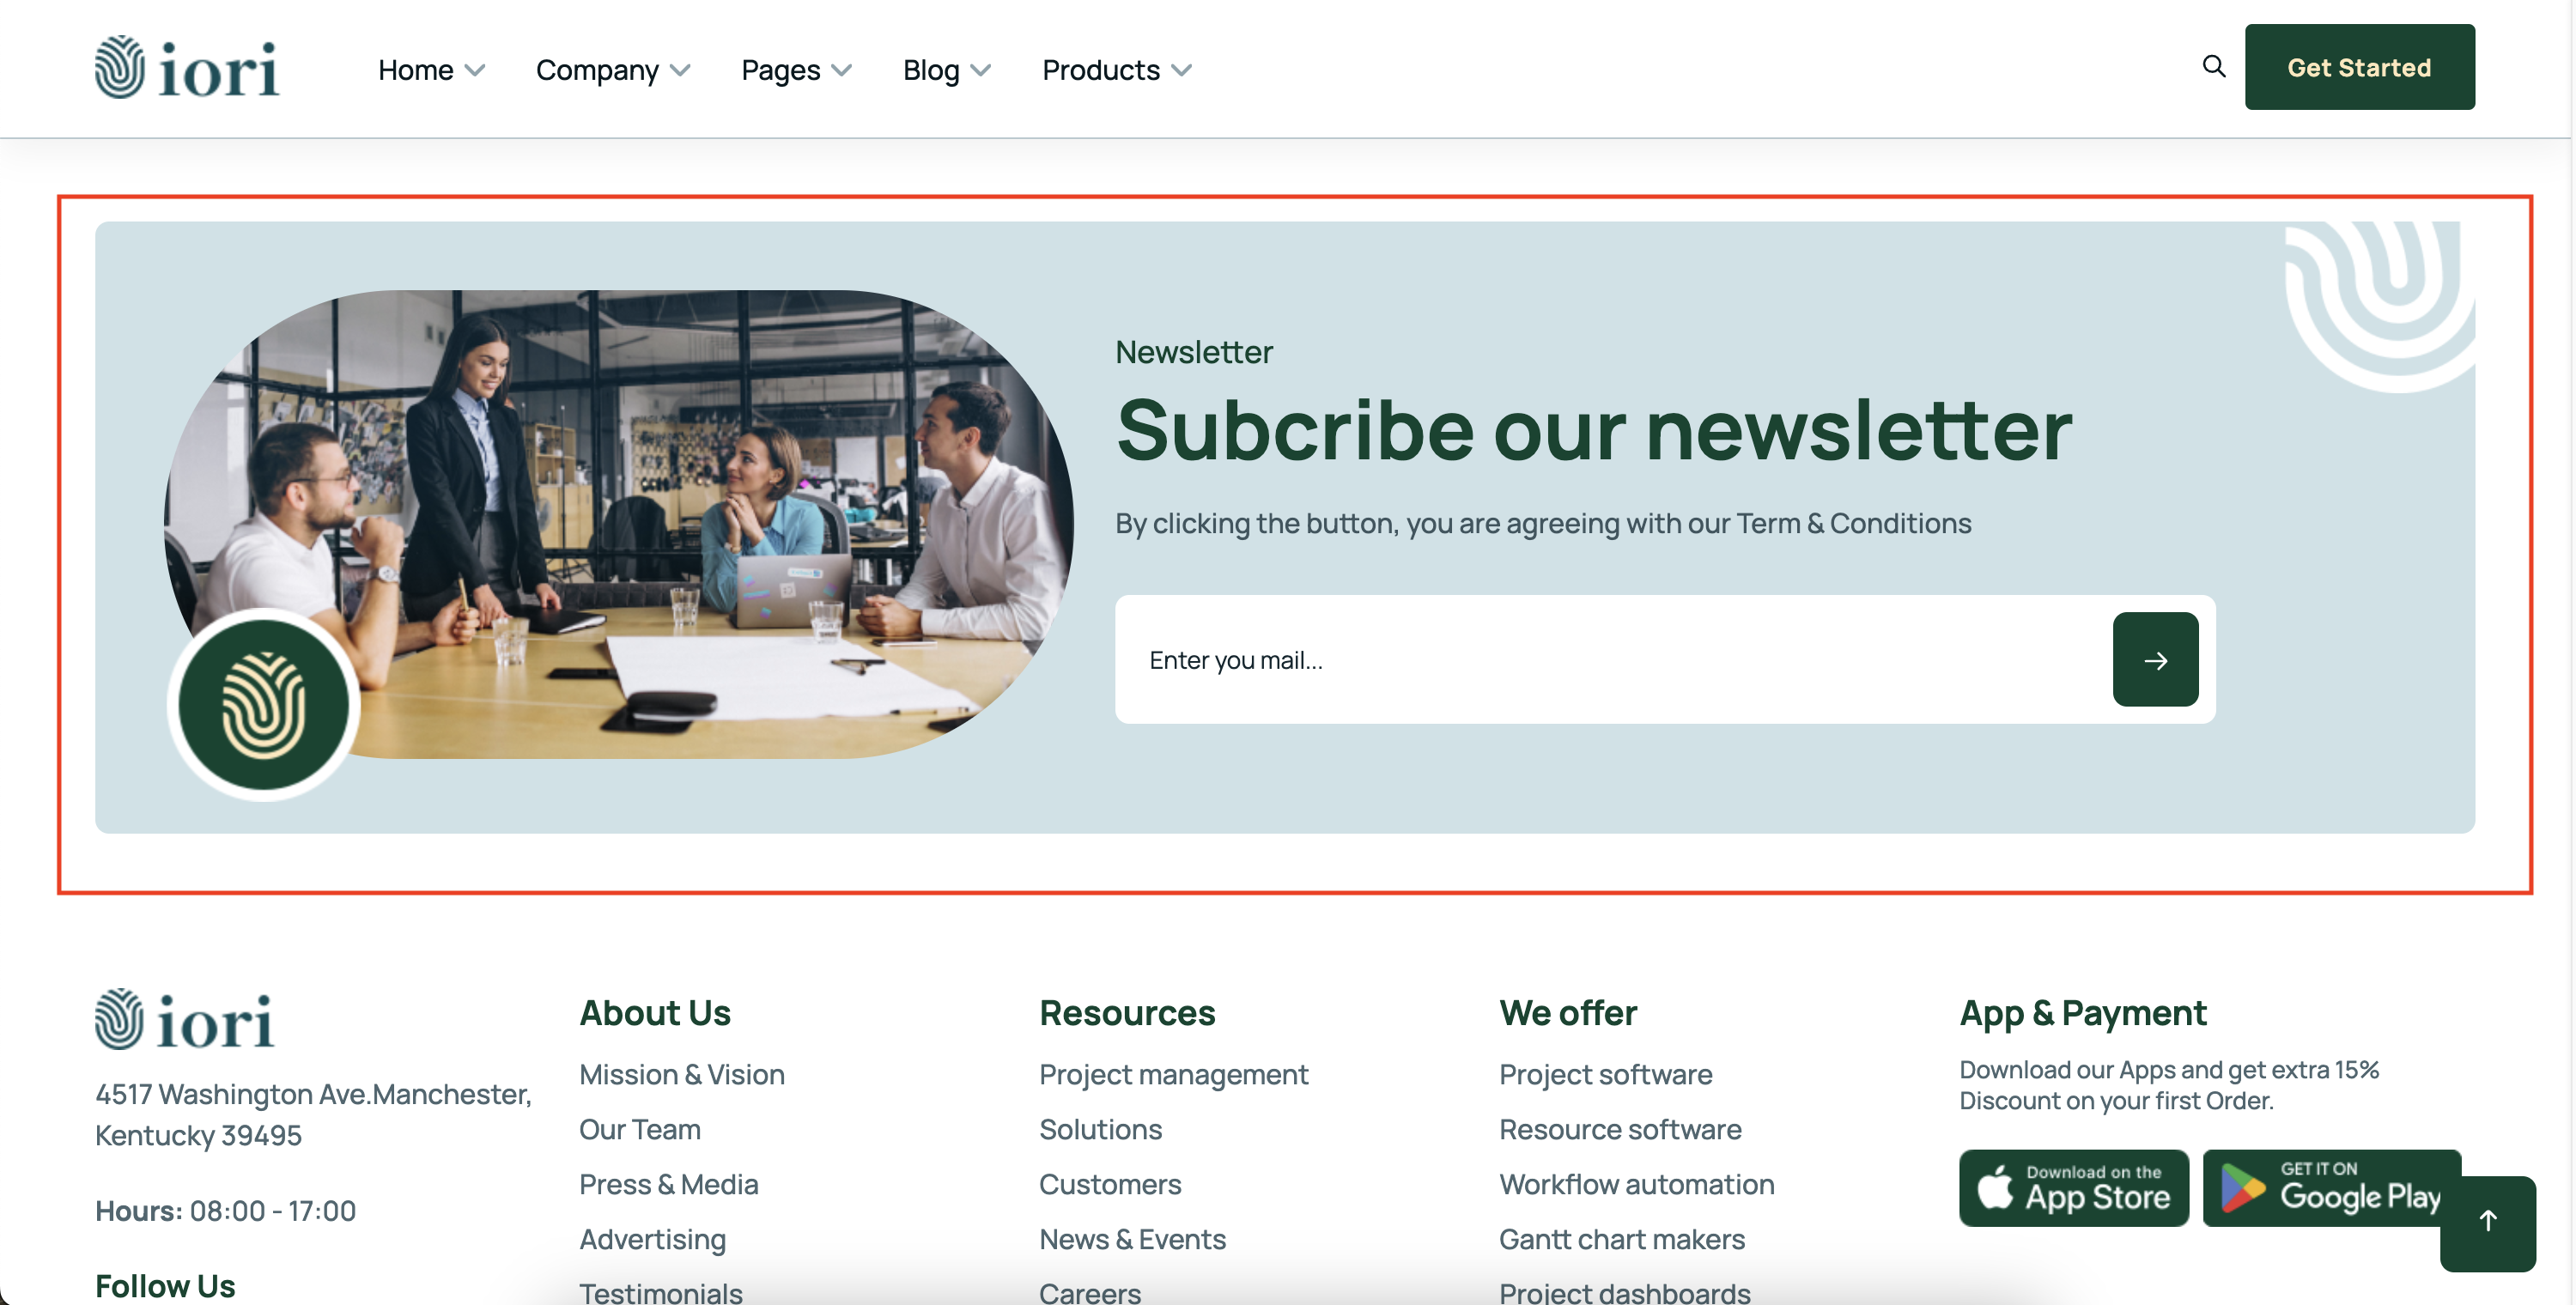 iori
Home Company Pages Blog Products
Get Started
Newsletter
Subcribe our newsletter
By clicking the button, you are agreeing with our Term & Conditions
Enter you mail...
iori
4517 Washington Ave.Manchester,
Kentucky 39495
Hours: 08:00 - 17:00
Follow Us
About Us
Mission & Vision
Our Team
Press & Media
Advertising
Testimonials
Resources
Project management
Solutions
Customers
News & Events
Careers
We offer
Project software
Resource software
Workflow automation
Gantt chart makers
Project dashboards
App & Payment
Download our Apps and get extra 15%
Discount on your first Order.
Download on the
App Store
GET IT ON
Google Play